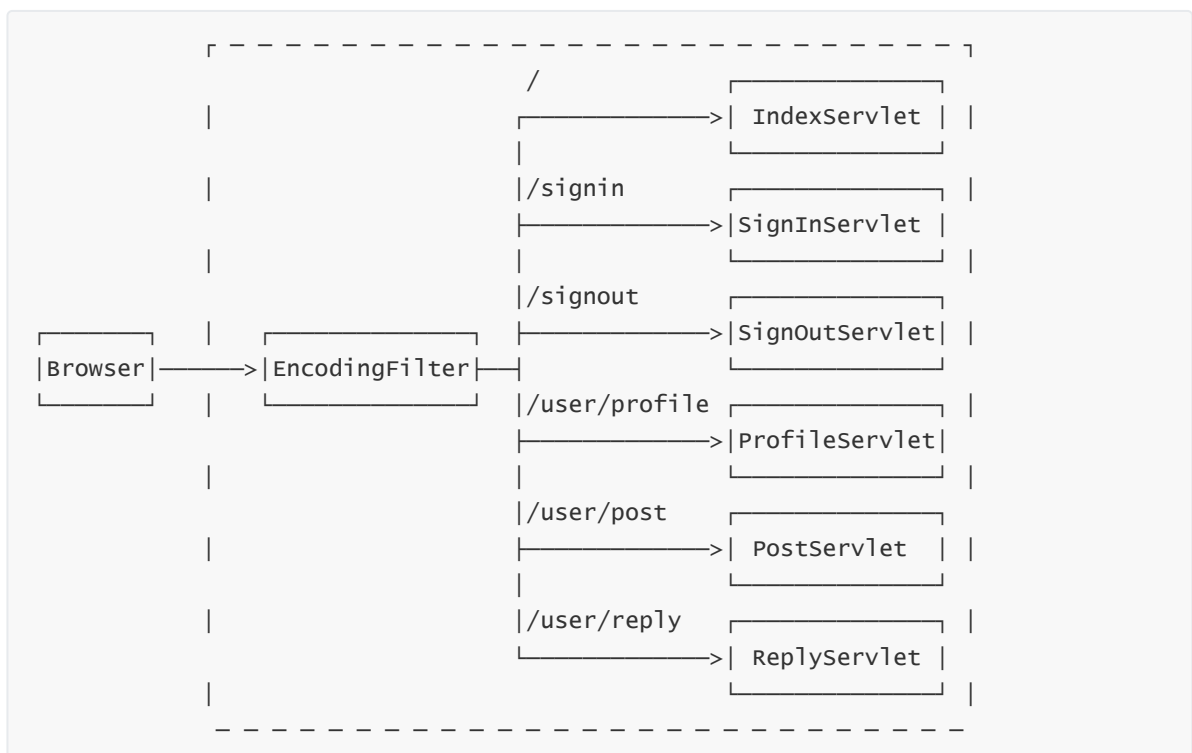 /
IndexServlet
/signin
SignInServlet
/signout
SignOutServlet
Browser
EncodingFilter
/user/profile
ProfileServlet
/user/post
PostServlet
/user/reply
ReplyServlet